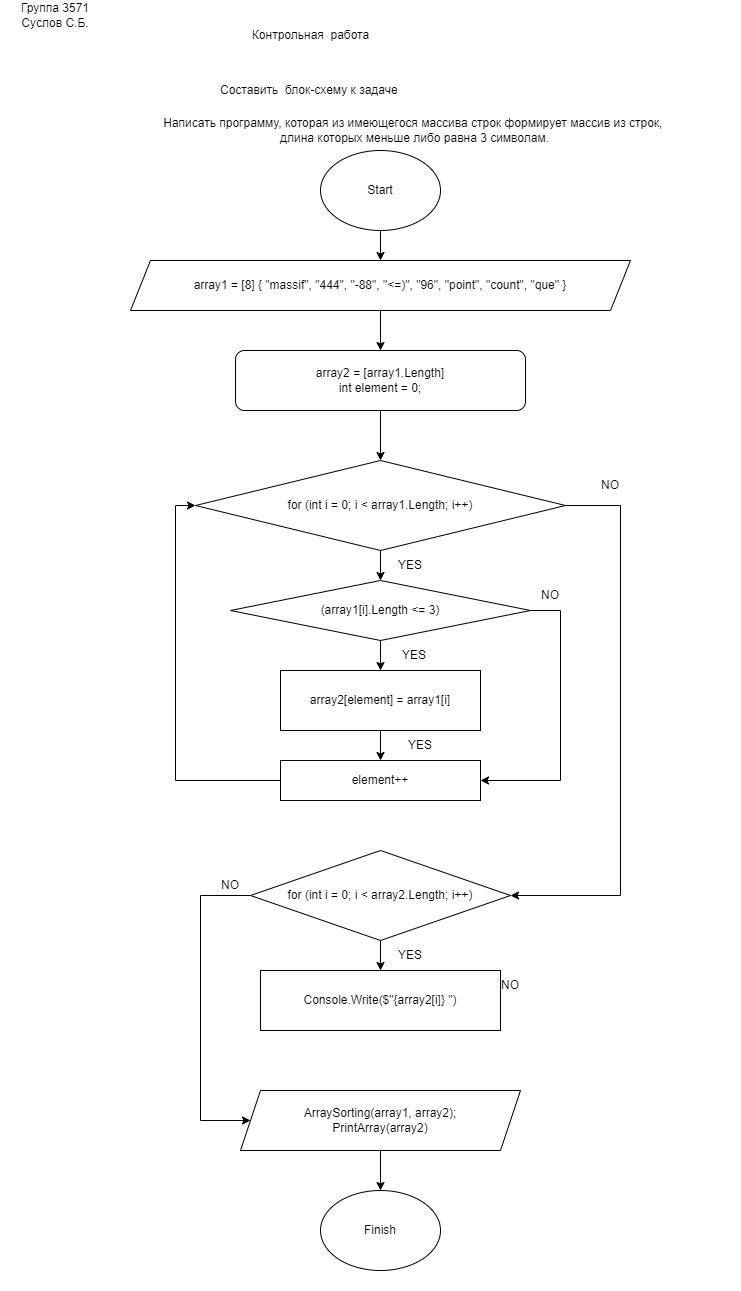 Группа 3571
Суслов С.Б.
Контрольная работа
Составить блок-схему к задаче
Написать программу, которая из имеющегося массива строк формирует массив из строк,
длина которых меньше либо равна 3 символам.
Start
array1 = [8] { "massif", "444", "-88", "<=)", "96", "point", "count", "que" }
array2 = [array1.Length]
int element = 0;
NO
for (int i = 0; i < array1.Length; i++)
YES
NO
(array1[i].Length <= 3)
YES
array2[element] = array1[i]
YES
element++
NO
for (int i = 0; i < array2.Length; i++)
YES
NO
Console.Write($"{array2[i]} ")
ArraySorting(array1, array2);
PrintArray(array2)
Finish